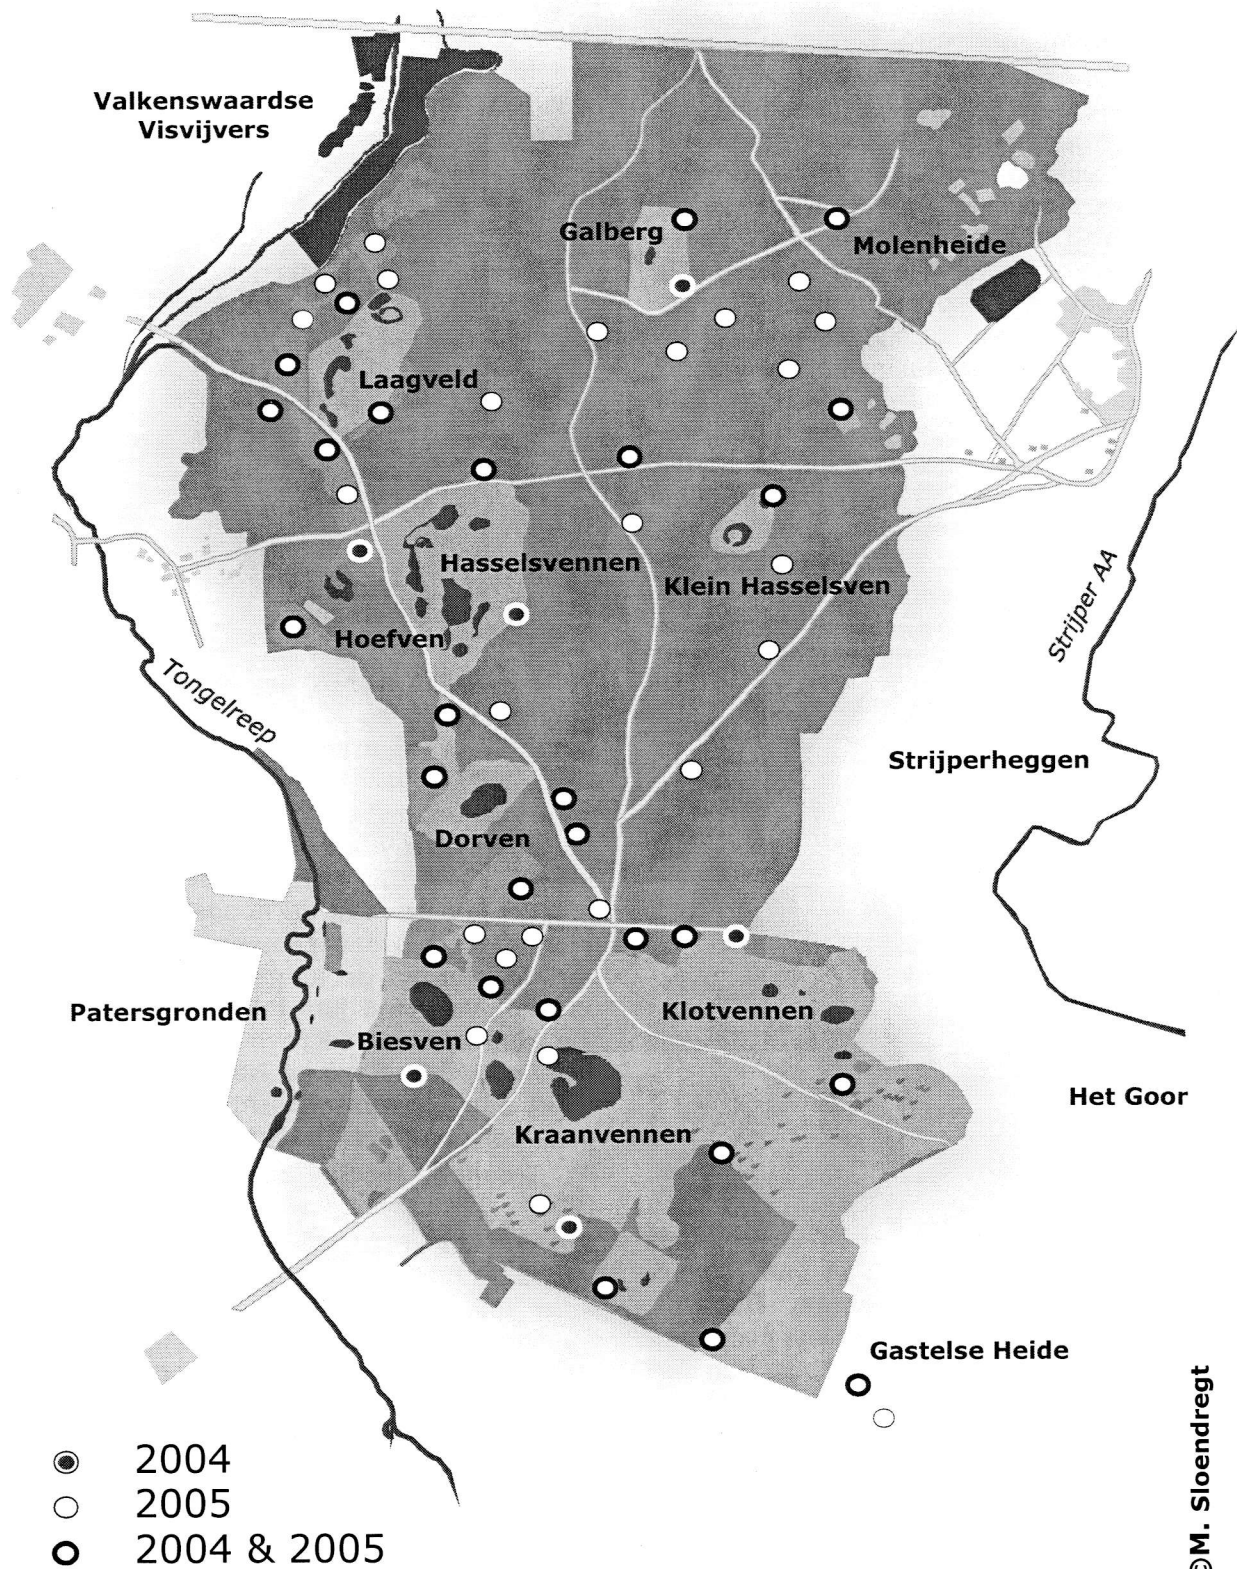 Valkenswaardse
Visvijvers
Galberg
Molenheide
Laagveld
Hasselsvennen
Klein Hasselsven
Hoefven
Strijper AA
Tongelreep
Strijperheggen
Dorven
Patersgronden
Klotvennen
Biesven
Het Goor
Kraanvennen
Gastelse Heide
©M. Sloendregt
2004
2005
2004 & 2005